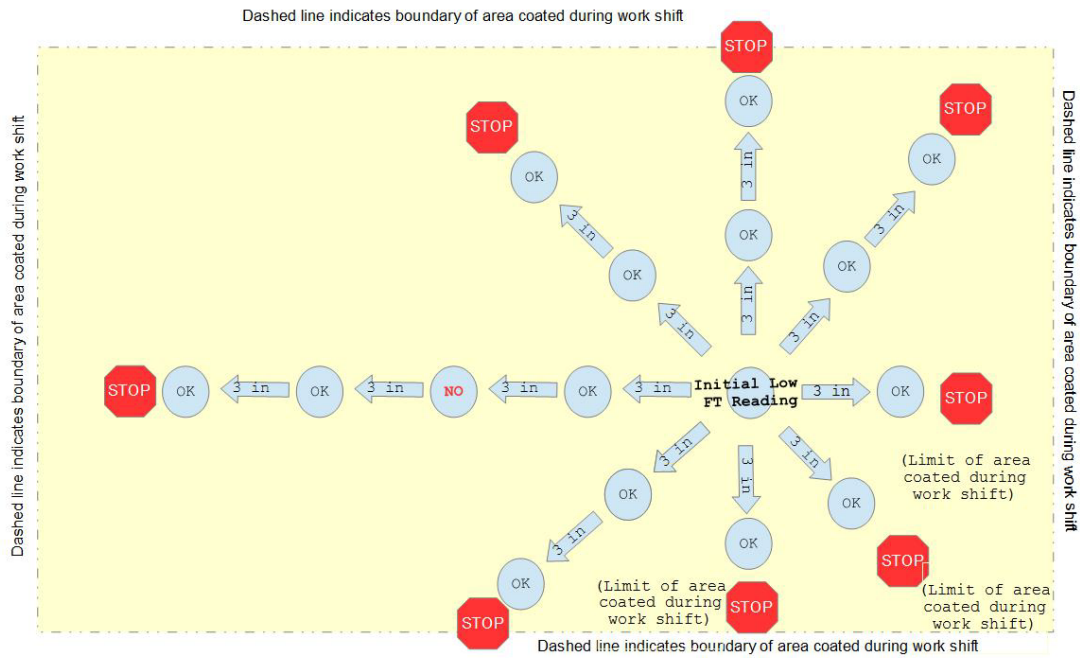 Dashed line indicates boundary of area coated during work shift
STOP
OK
STOP
STOP
OK
OK
3 in
3 in
3 in
OK
OK
OK
3 in
3 in
3 in
Dashed line indicates boundary of area coated during work shift
Dashed line indicates boundary of area coated during work shift
STOP
OK
3 in
OK
3 in
NO
3 in
OK
3 in
Initial Low
FT Reading
3 in
OK
STOP
3 in
3 in
3 in
(Limit of area
coated during
work shift)
OK
OK
OK
3 in
STOP
OK
(Limit of area
coated during
work shift)
STOP
(Limit of area
coated during
work shift)
STOP
Dashed line indicates boundary of area coated during work shift